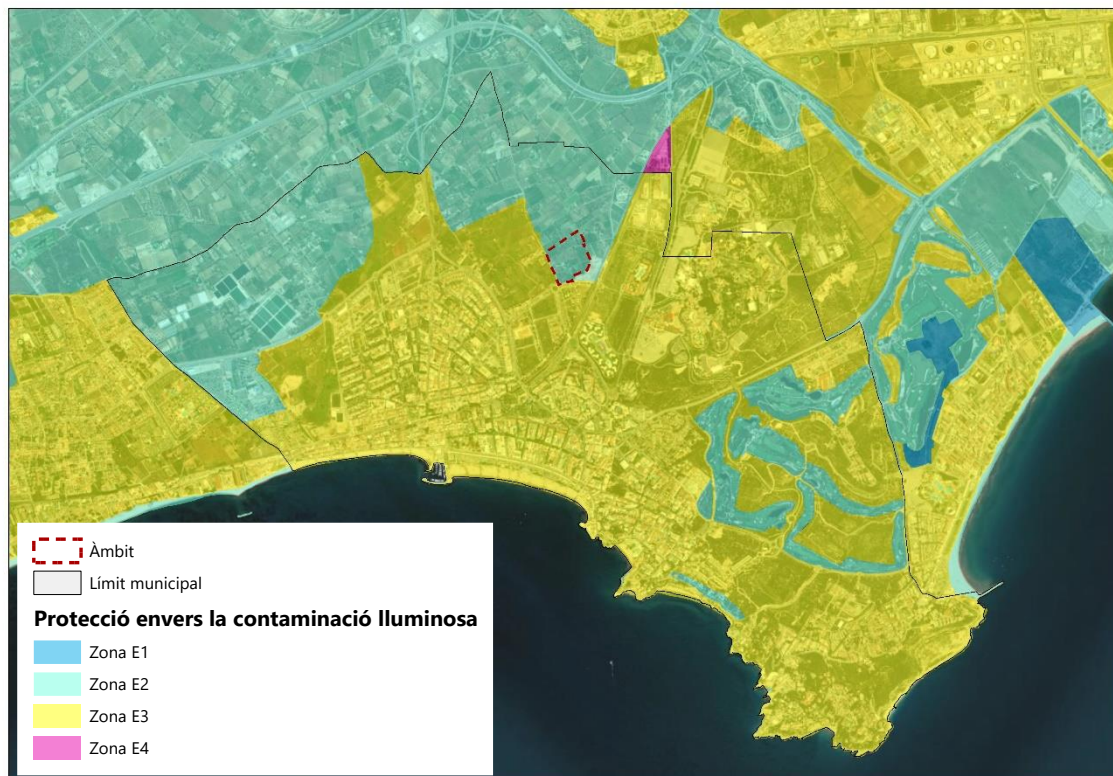 Àmbit
Límit municipal
Protecció envers la contaminació lluminosa
Zona E1
Zona E2
Zona E3
Zona E4